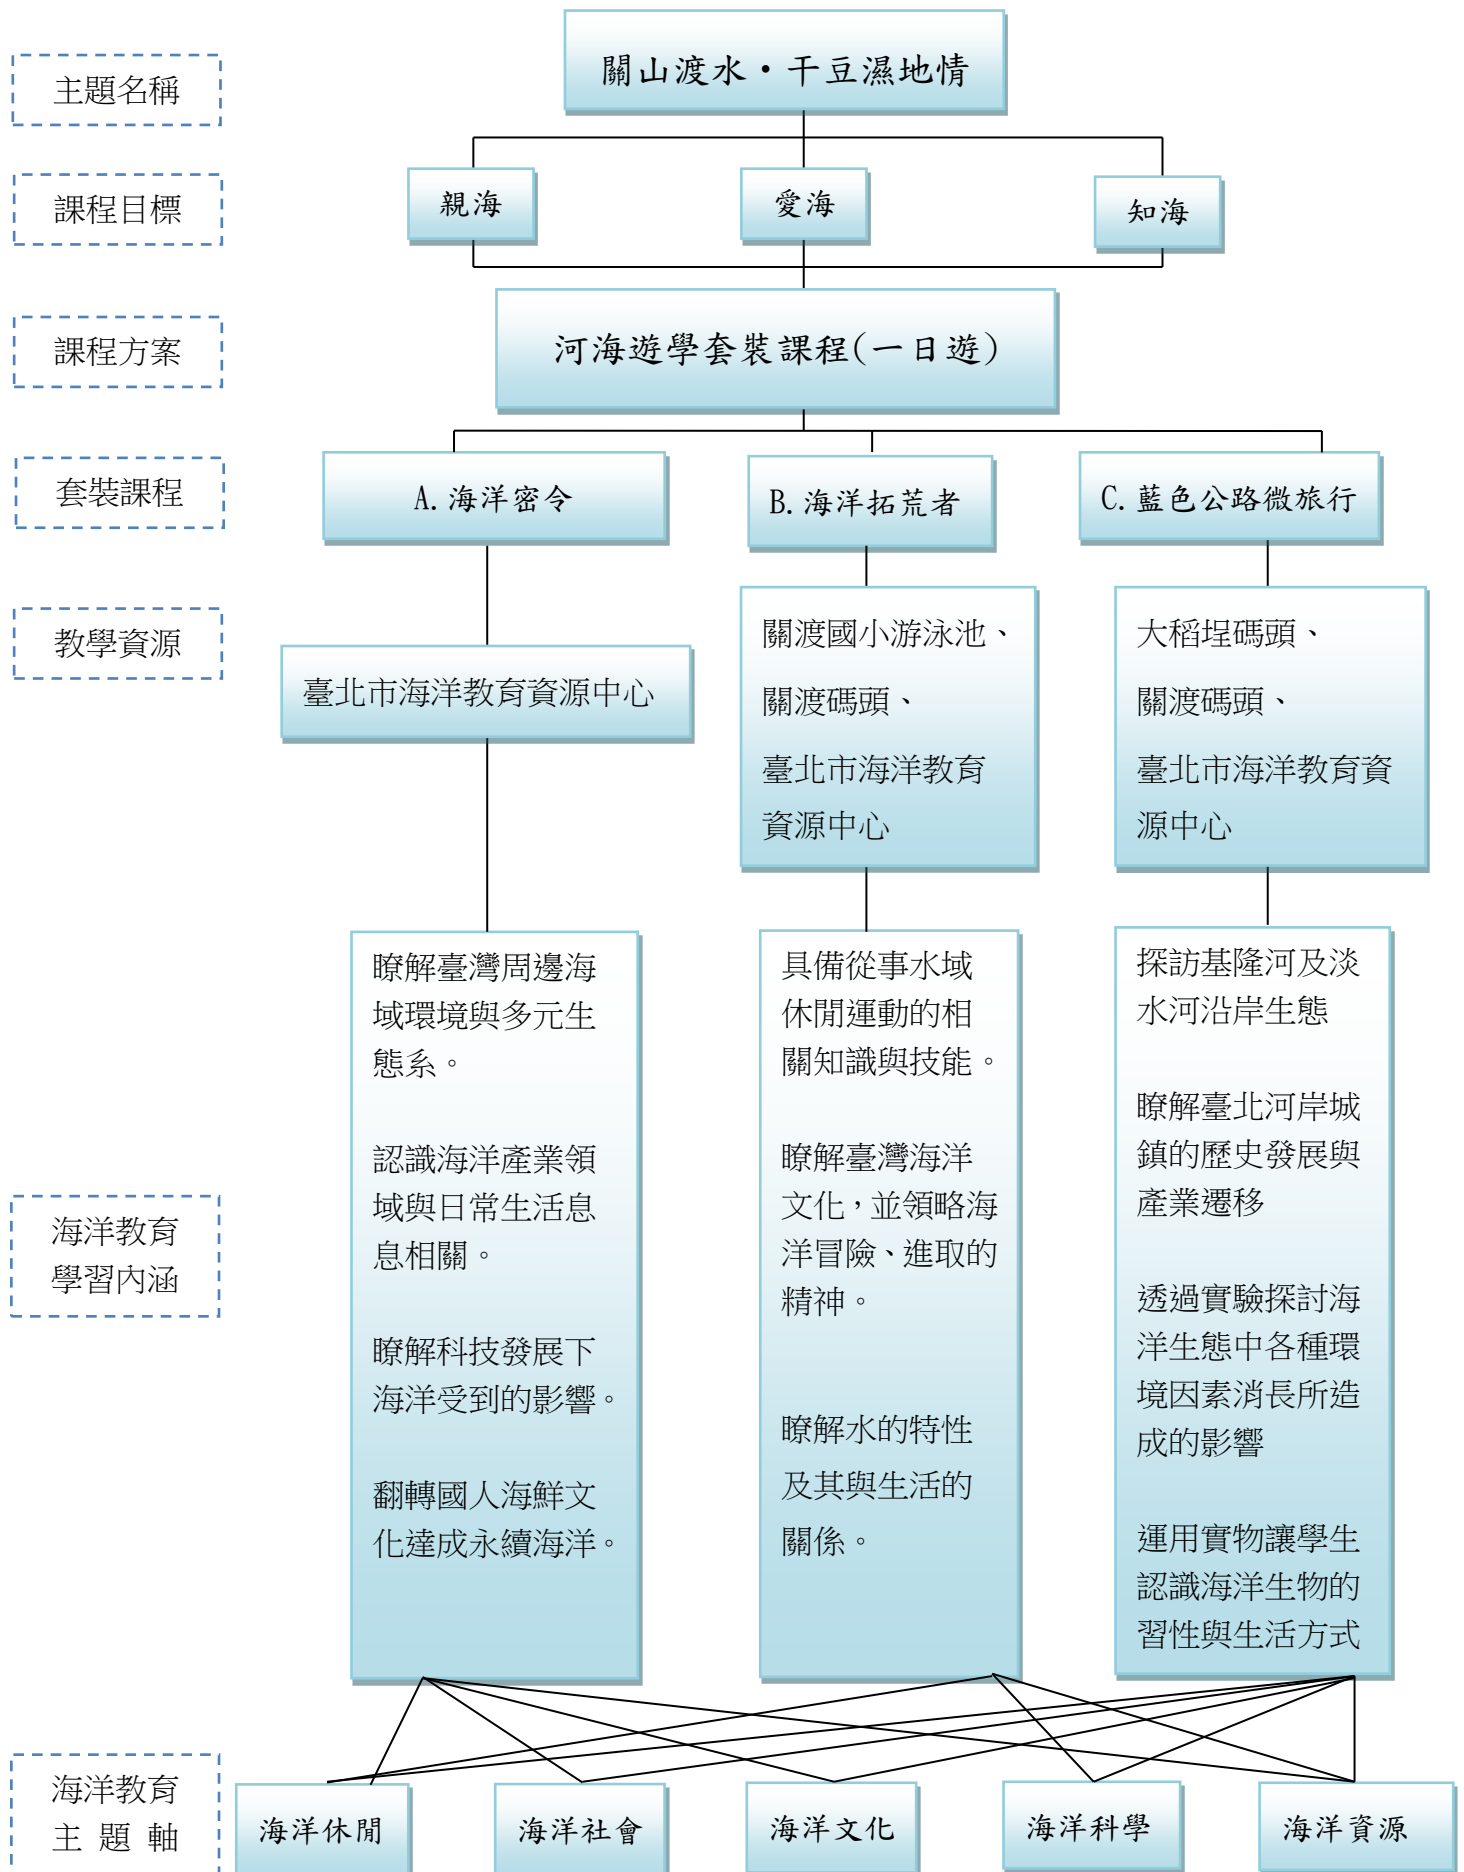 主題名稱
關山渡水・干豆濕地情
課程目標
親海
愛海
知海
課程方案
河海遊學套裝課程(一日遊)
套裝課程
A.海洋密令
B.海洋拓荒者
C.藍色公路微旅行
教學資源
臺北市海洋教育資源中心
關渡國小游泳池、
關渡碼頭、
臺北市海洋教育
資源中心
大稻埕碼頭、
關渡碼頭、
臺北市海洋教育資
源中心
海洋教育
學習內涵
瞭解臺灣周邊海
域環境與多元生
態系。
認識海洋產業領
域與日常生活息
息相關。
瞭解科技發展下
海洋受到的影響。
翻轉國人海鮮文
化達成永續海洋。
具備從事水域
休閒運動的相
關知識與技能。
瞭解臺灣海洋
文化，並領略海
洋冒險、進取的
精神。
瞭解水的特性
及其與生活的
關係。
探訪基隆河及淡
水河沿岸生態
瞭解臺北河岸城
鎮的歷史發展與
產業遷移
透過實驗探討海
洋生態中各種環
境因素消長所造
成的影響
運用實物讓學生
認識海洋生物的
習性與生活方式
海洋教育
主 題 軸
海洋休閒
海洋社會
海洋文化
海洋科學
海洋資源